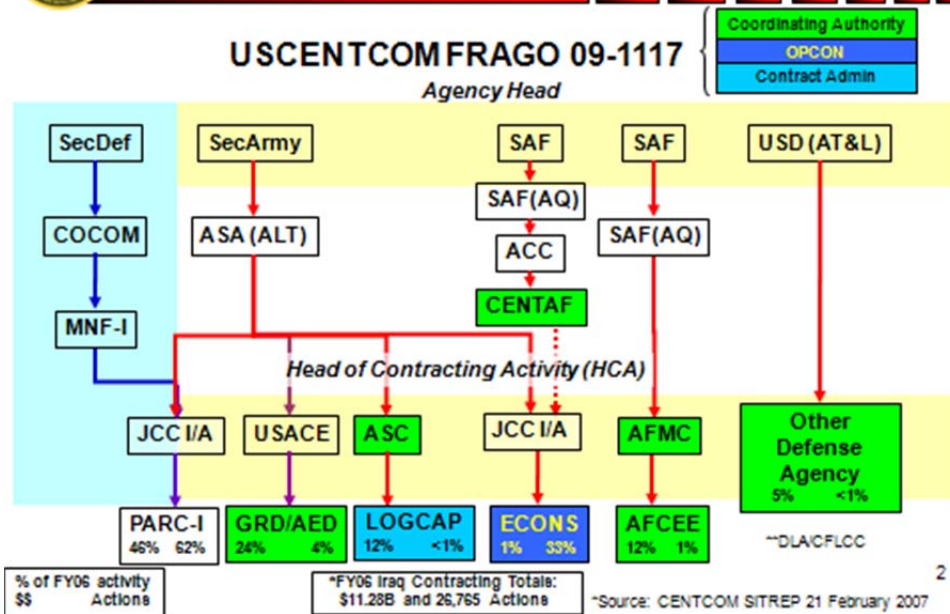 Coordinating Authority
OPCON
Contract Admin
USCENTCOM FRAGO 09-1117
Agency Head
SecDef
SecArmy
SAF
SAF
USD (AT&L)
SAF(AQ)
COCOM
ASA (ALT)
ACC
SAF(AQ)
CENTAF
MNF-I
Head of Contracting Activity (HCA)
JCC I/A
USACE
ASC
JCC I/A
AFMC
Other
Defense
Agency
5% <1%
PARC-I
46% 62%
GRD/AED
24% 4%
LOGCAP
12% <1%
ECONS
1% 33%
AFCEE
12% 1%
**DLA/CFLCC
% of FY06 activity
$$ Actions
*FY06 Iraq Contracting Totals:
$11.28B and 26,765 Actions
*Source: CENTCOM SITREP 21 February 2007
2